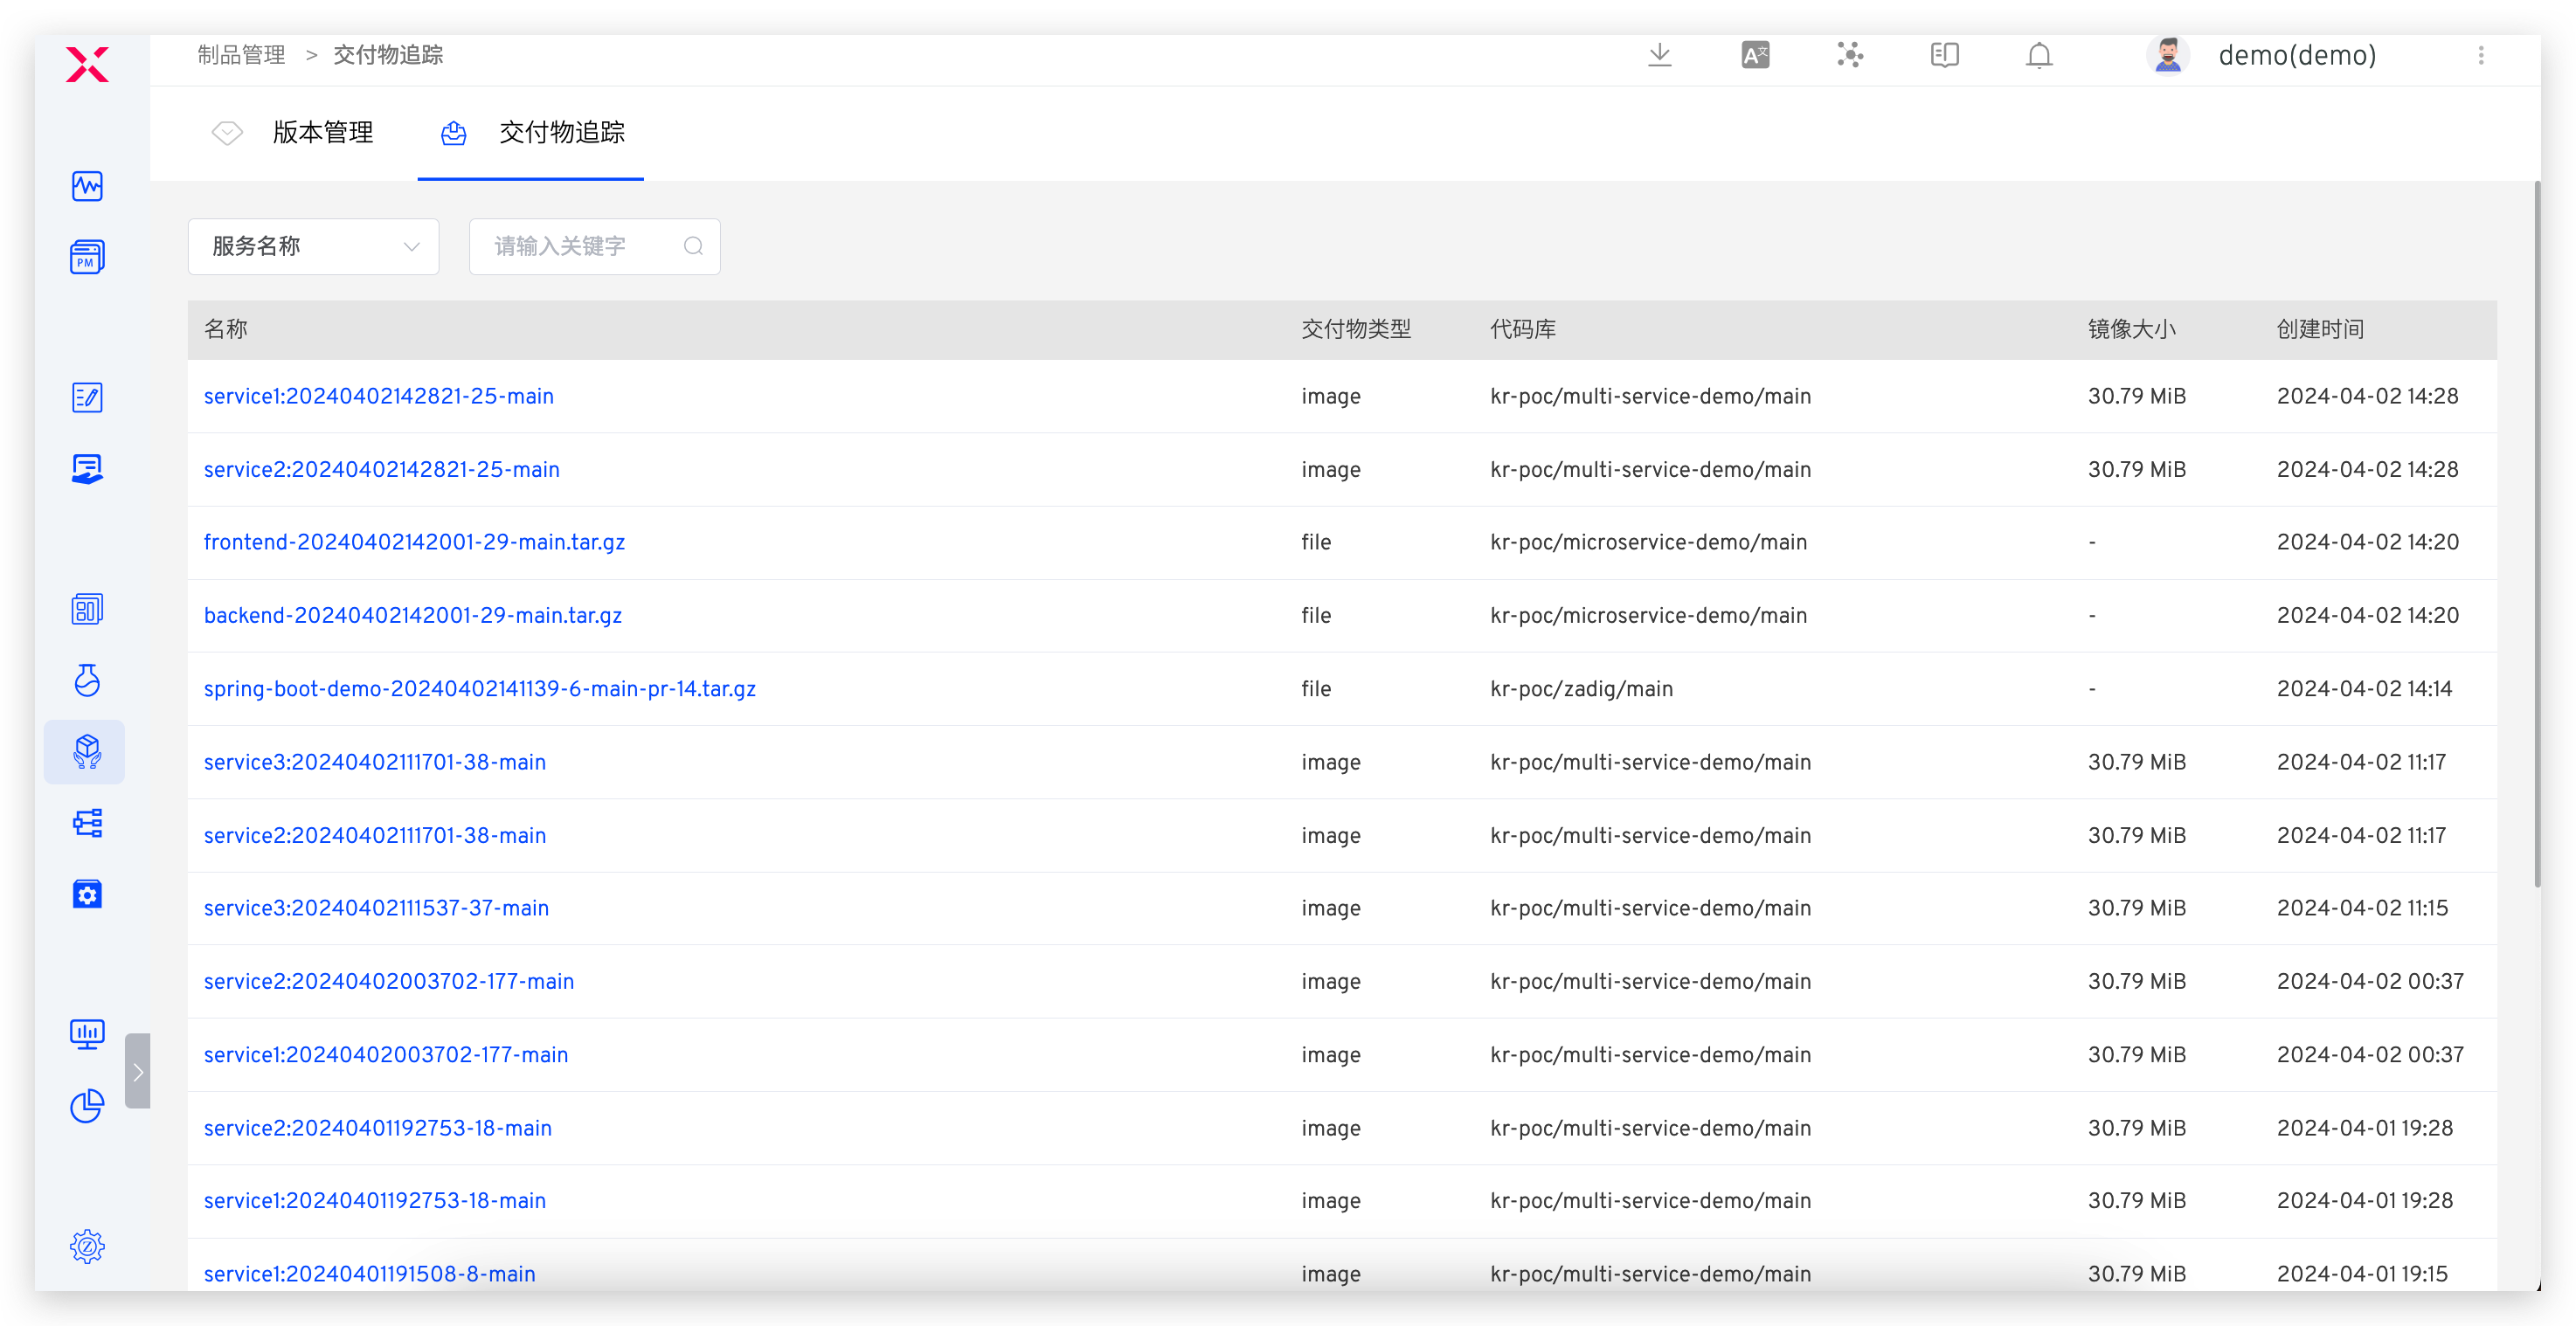 制品管理 > 交付物追踪
demo(demo)
版本管理 交付物追踪
PM
服务名称 请输入关键字
名称 交付物类型 代码库 镜像大小 创建时间
service1:20240402142821-25-main image kr-poc/multi-service-demo/main 30.79 MiB 2024-04-02 14:28
service2:20240402142821-25-main image kr-poc/multi-service-demo/main 30.79 MiB 2024-04-02 14:28
frontend-20240402142001-29-main.tar.gz file kr-poc/microservice-demo/main - 2024-04-02 14:20
backend-20240402142001-29-main.tar.gz file kr-poc/microservice-demo/main - 2024-04-02 14:20
spring-boot-demo-20240402141139-6-main-pr-14.tar.gz file kr-poc/zadig/main - 2024-04-02 14:14
service3:20240402111701-38-main image kr-poc/multi-service-demo/main 30.79 MiB 2024-04-02 11:17
service2:20240402111701-38-main image kr-poc/multi-service-demo/main 30.79 MiB 2024-04-02 11:17
service3:20240402111537-37-main image kr-poc/multi-service-demo/main 30.79 MiB 2024-04-02 11:15
service2:20240402003702-177-main image kr-poc/multi-service-demo/main 30.79 MiB 2024-04-02 00:37
service1:20240402003702-177-main image kr-poc/multi-service-demo/main 30.79 MiB 2024-04-02 00:37
service2:20240401192753-18-main image kr-poc/multi-service-demo/main 30.79 MiB 2024-04-01 19:28
service1:20240401192753-18-main image kr-poc/multi-service-demo/main 30.79 MiB 2024-04-01 19:28
service1:20240401191508-8-main image kr-poc/multi-service-demo/main 30.79 MiB 2024-04-01 19:15